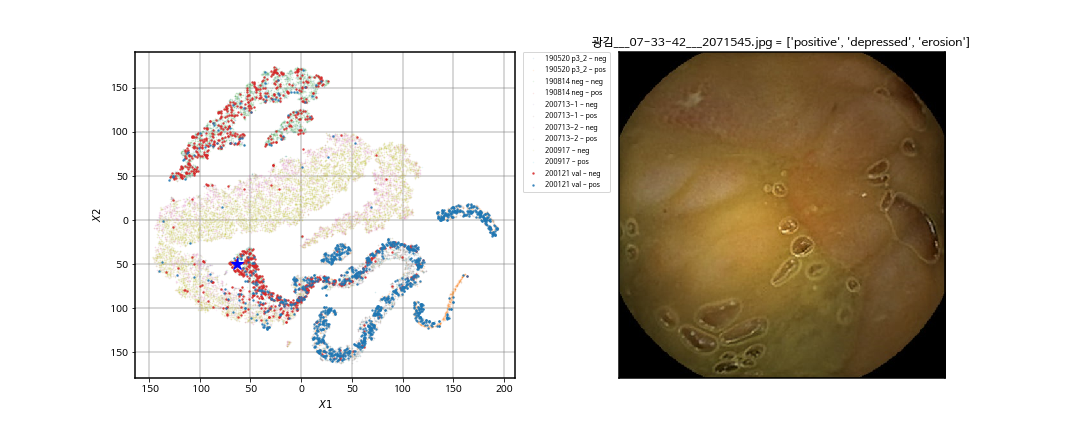 광김___07-33-42___2071545.jpg = ['positive', 'depressed', 'erosion']
190520 p3_2 - neg
190520 p3_2 - pos
190814 neg - neg
190814 neg - pos
200713-1 - neg
200713-1 - pos
200713-2 - neg
200713-2 - pos
200917 - neg
200917 - pos
200121 val - neg
200121 val - pos
X2
150
100
50
0
50
100
150
150 100 50 0 50 100 150 200
X1